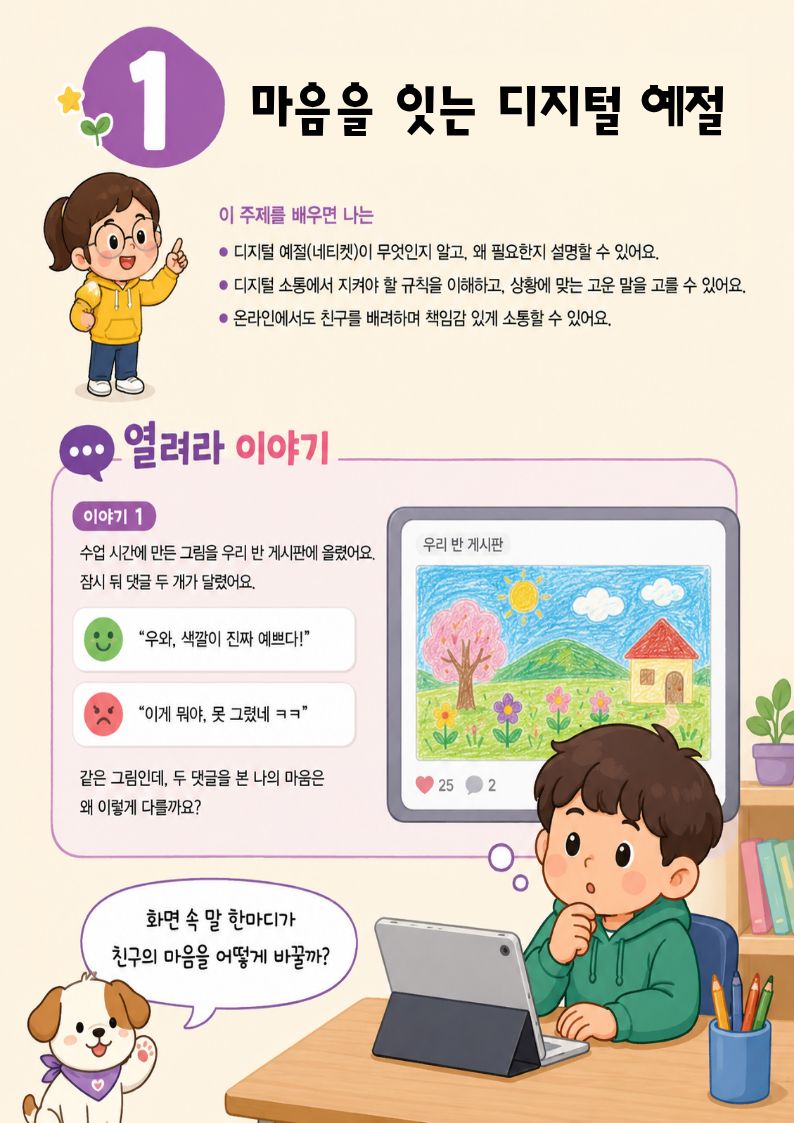 1
마음을 잇는 디지털 예절
이 주제를 배우면 나는
● 디지털 예절(네티켓)이 무엇인지 알고, 왜 필요한지 설명할 수 있어요.
● 디지털 소통에서 지켜야 할 규칙을 이해하고, 상황에 맞는 고운 말을 고를 수 있어요.
● 온라인에서도 친구를 배려하며 책임감 있게 소통할 수 있어요.
열려라 이야기
이야기 1
수업 시간에 만든 그림을 우리 반 게시판에 올렸어요.
잠시 뒤 댓글 두 개가 달렸어요.
“우와, 색깔이 진짜 예쁘다!”
“이게 뭐야, 못 그렸네 ㅋㅋ”
같은 그림인데, 두 댓글을 본 나의 마음은
왜 이렇게 다를까요?
우리 반 게시판
25 2
화면 속 말 한마디가
친구의 마음을 어떻게 바꿀까?